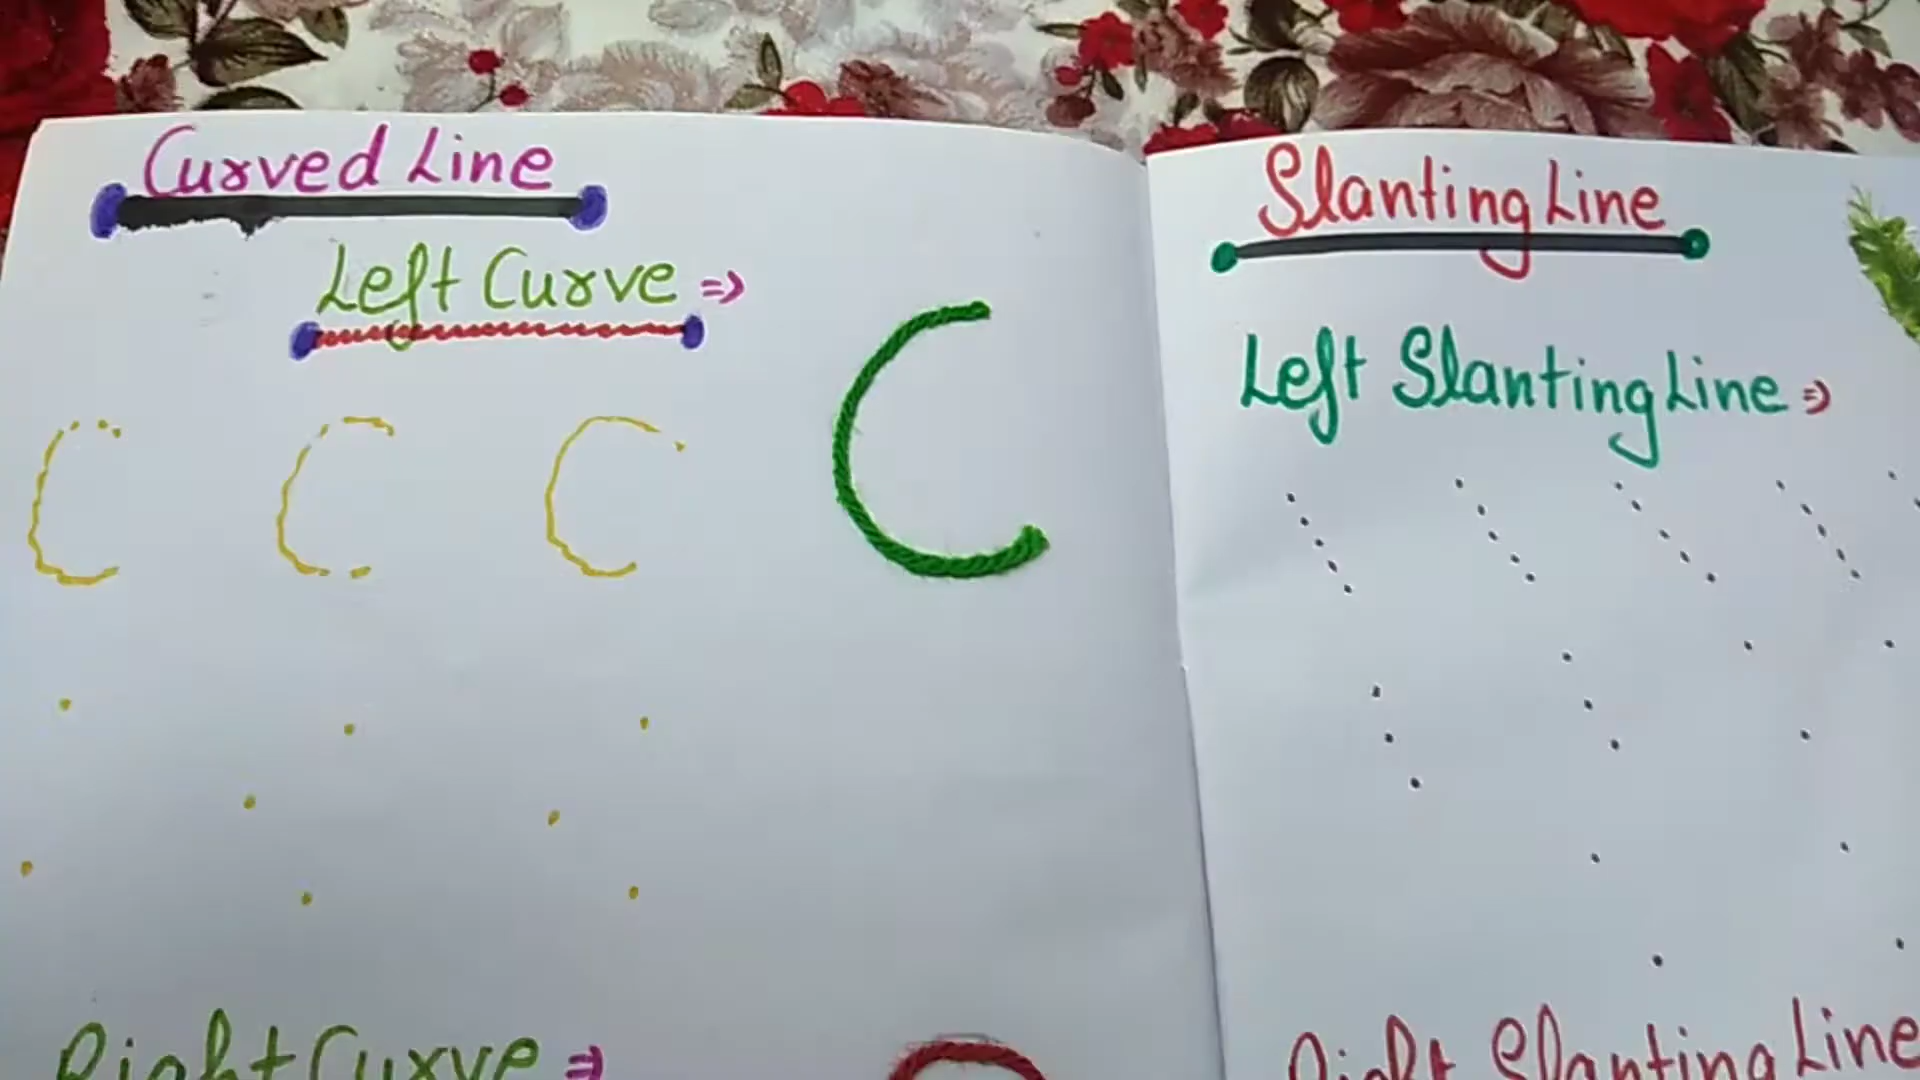 Curved Line
Left Curve ⇒
Right Curve ⇒
Slanting Line
Left Slanting Line ⇒
Right Slanting Line